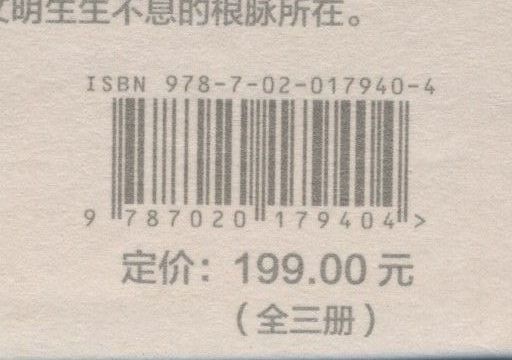 文明生生不息的根脉所在。
ISBN 978-7-02-017940-4
9 787020 179404 >
定价：199.00 元
（全三册）